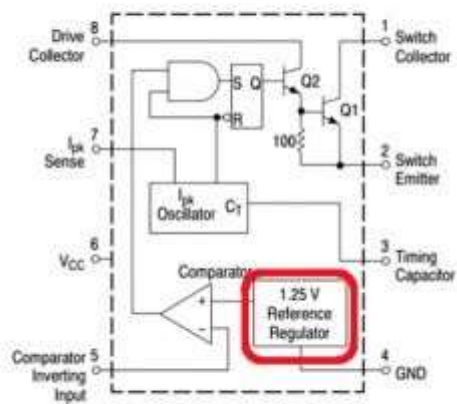 8
Drive
Collector
1
Switch
Collector
S Q
Q2
Q1
R
100
7
Ipk
Sense
2
Switch
Emitter
Ipk
Oscillator
CT
6
VCC
3
Timing
Capacitor
Comparator
+
−
1.25 V
Reference
Regulator
5
Comparator
Inverting
Input
4
GND